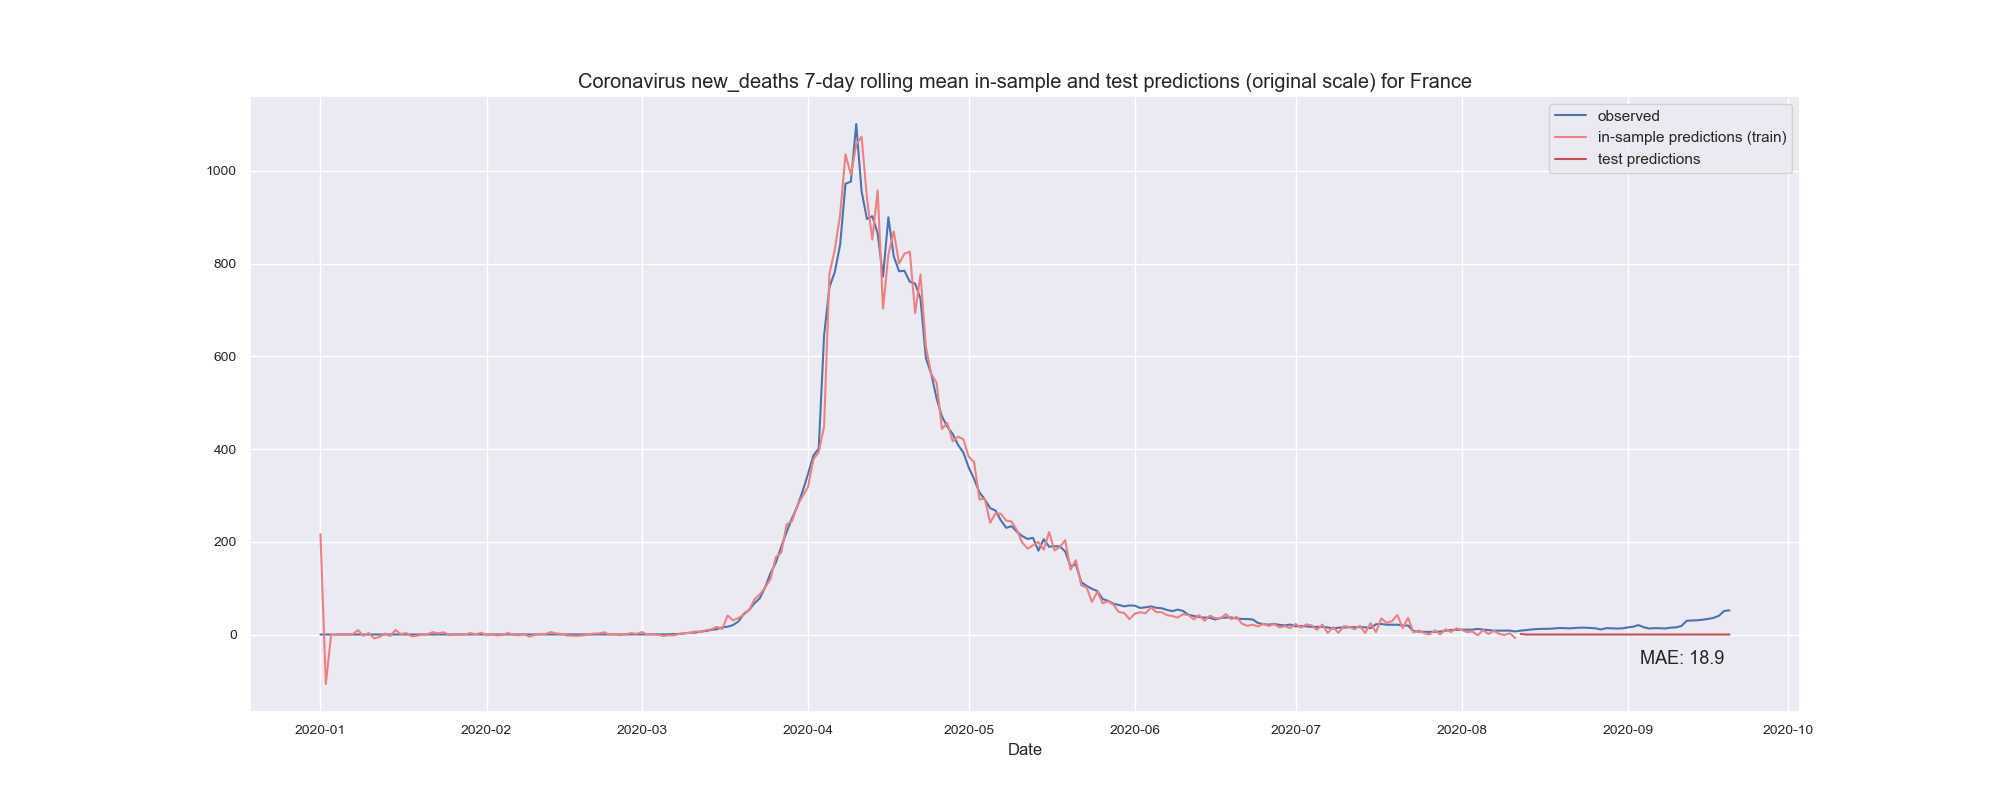 Coronavirus new_deaths 7-day rolling mean in-sample and test predictions (original scale) for France
observed
in-sample predictions (train)
test predictions
1000
800
600
400
200
0
MAE: 18.9
2020-01 2020-02 2020-03 2020-04 2020-05 2020-06 2020-07 2020-08 2020-09 2020-10
Date